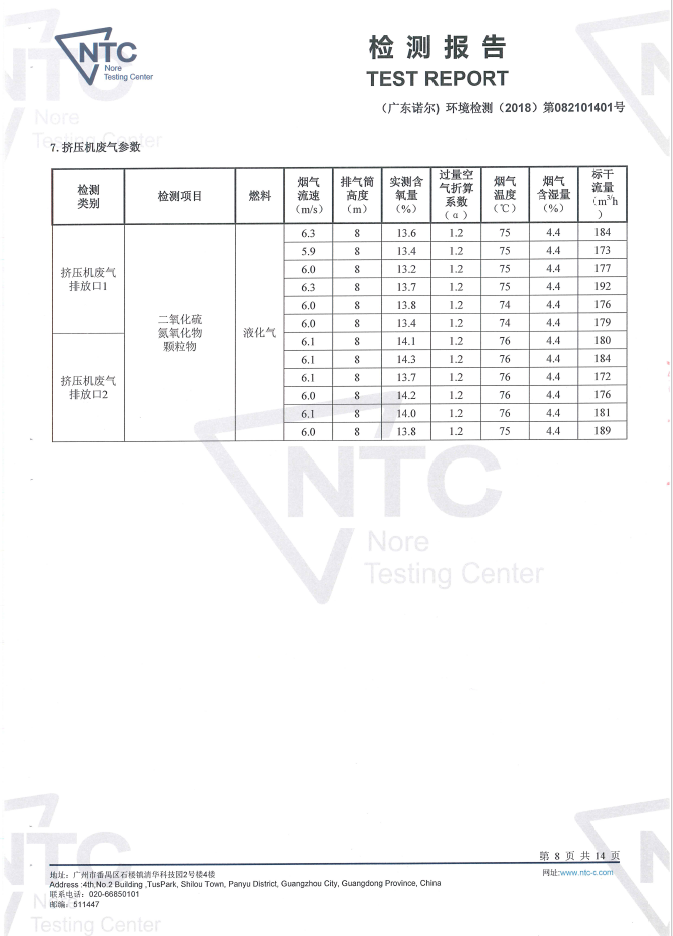 NTC
Nore
Testing Center
检测报告
TEST REPORT
（广东诺尔）环境检测（2018）第082101401号
7. 挤压机废气参数
检测类别 检测项目 燃料 烟气流速（m/s） 排气筒高度（m） 实测含氧量（%） 过量空气折算系数（α） 烟气温度（℃） 烟气含湿量（%） 标干流量（m³/h）
挤压机废气排放口1 二氧化硫 氮氧化物 颗粒物 液化气
6.3 8 13.6 1.2 75 4.4 184
5.9 8 13.4 1.2 75 4.4 173
6.0 8 13.2 1.2 75 4.4 177
6.3 8 13.7 1.2 75 4.4 192
6.0 8 13.8 1.2 74 4.4 176
6.0 8 13.4 1.2 74 4.4 179
挤压机废气排放口2
6.1 8 14.1 1.2 76 4.4 180
6.1 8 14.3 1.2 76 4.4 184
6.1 8 13.7 1.2 76 4.4 172
6.0 8 14.2 1.2 76 4.4 176
6.1 8 14.0 1.2 76 4.4 181
6.0 8 13.8 1.2 75 4.4 189
NTC
Nore
Testing Center
第 8 页 共 14 页
地址：广州市番禺区石楼镇清华科技园2号楼4楼
网址:www.ntc-c.com
Address :4th,No.2 Building ,TusPark, Shilou Town, Panyu District, Guangzhou City, Guangdong Province, China
联系电话：020-66850101
邮编：511447
Nore
Testing Center